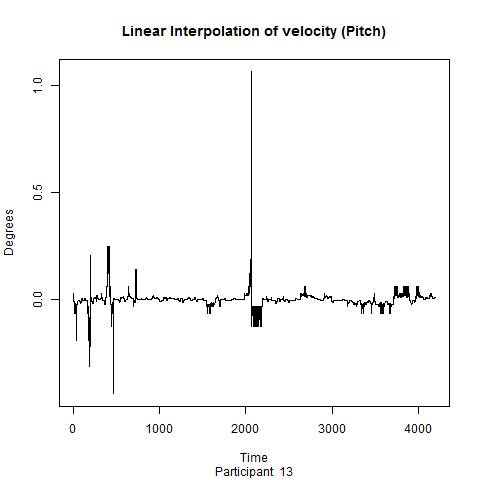 Linear Interpolation of velocity (Pitch)
1.0
0.5
0.0
Degrees
0 1000 2000 3000 4000
Time
Participant 13